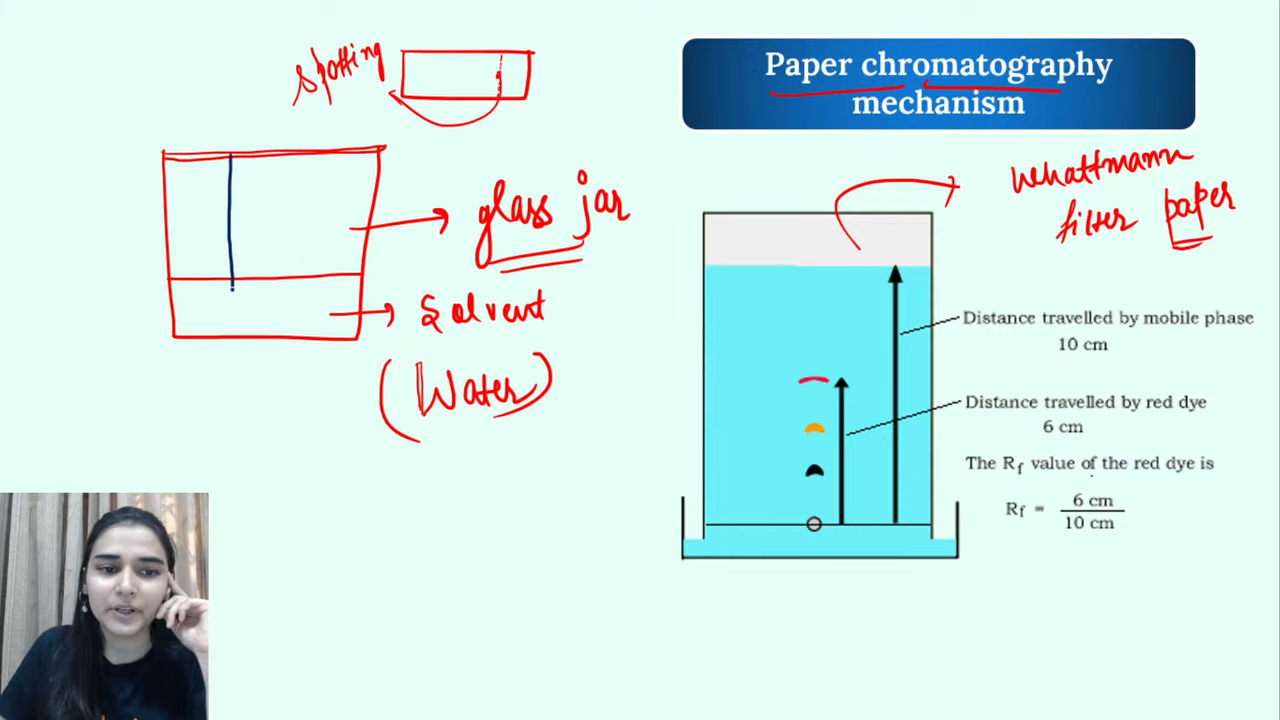 Spotting
Paper chromatography
mechanism
Whattmann
filter paper
glass jar
Solvent
(Water)
Distance travelled by mobile phase
10 cm
Distance travelled by red dye
6 cm
The Rf value of the red dye is
Rf = 6 cm
10 cm